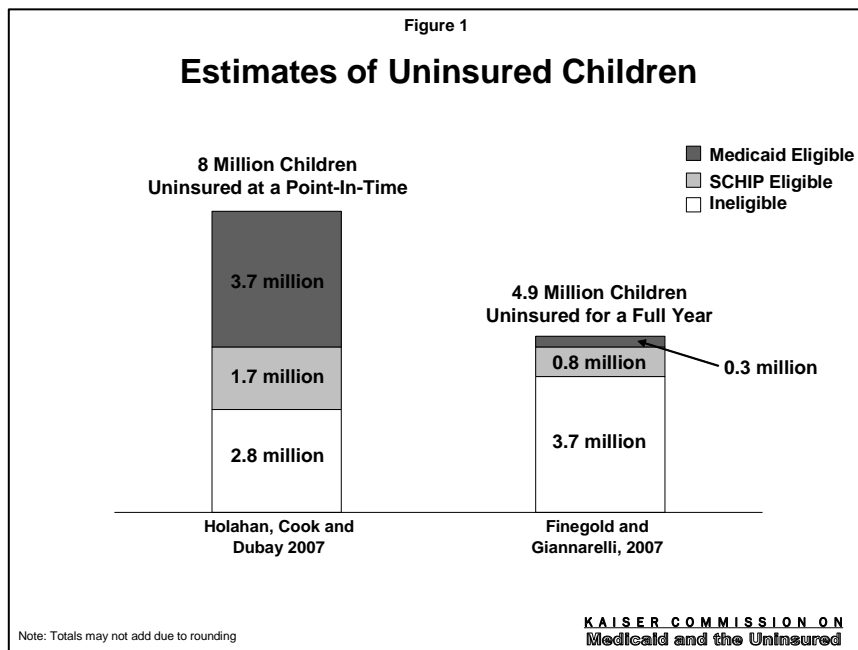 Figure 1
Estimates of Uninsured Children
8 Million Children
Uninsured at a Point-In-Time
Medicaid Eligible
SCHIP Eligible
Ineligible
3.7 million
1.7 million
2.8 million
4.9 Million Children
Uninsured for a Full Year
0.3 million
0.8 million
3.7 million
Holahan, Cook and
Dubay 2007
Finegold and
Giannarelli, 2007
Note: Totals may not add due to rounding
KAISER COMMISSION ON
Medicaid and the Uninsured